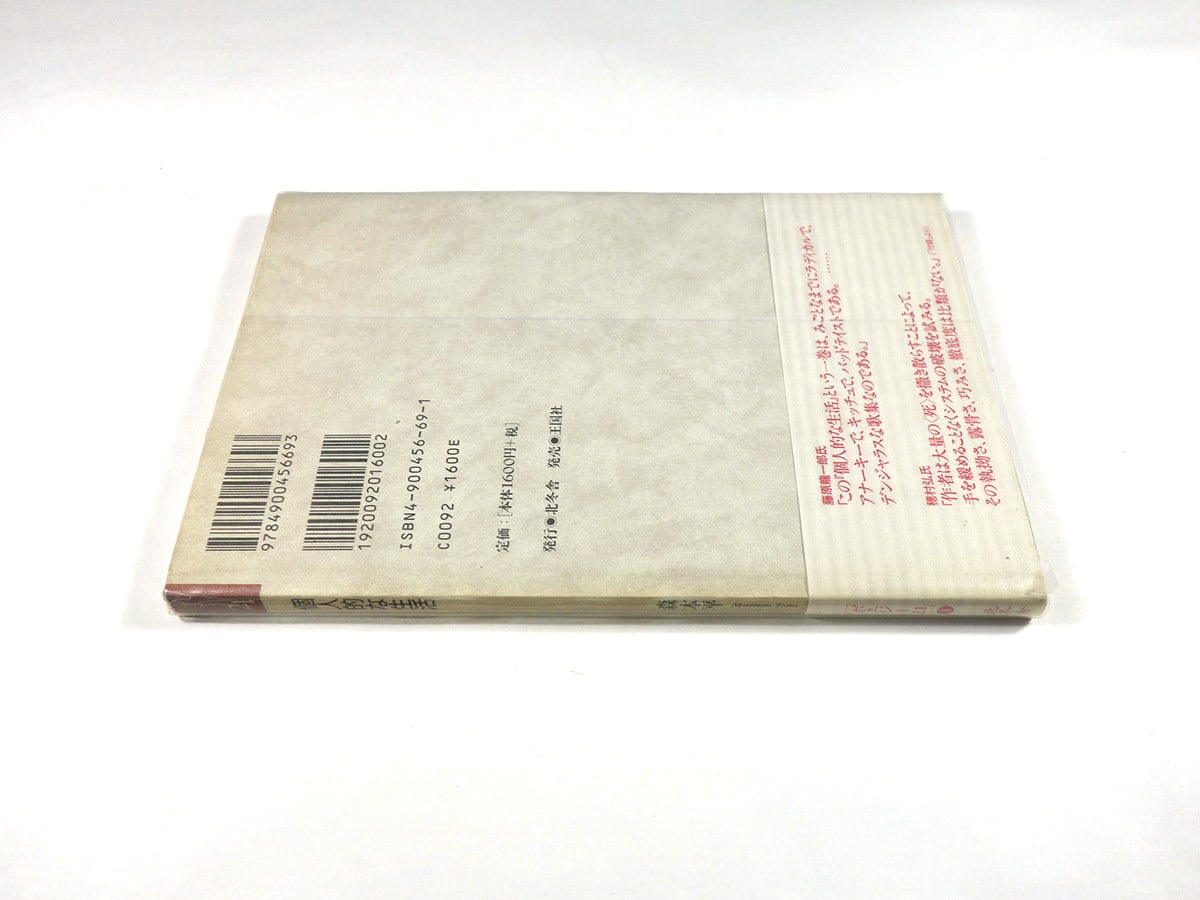 9784900456693
1920092016002
ISBN4-900456-69-1
C0092 ¥1600E
定価:[本体1600円+税]
発行●北冬舎 発売●王国社
藤原龍一郎氏
「この『個人的な生活』という一巻は、みごとなまでにラディカルで、
アナーキーで、キッチュで、バッドテイストである。……
デンジャラスな歌集なのである。」
穂村弘氏
「作者は大量の〈死〉を撒き散らすことによって、
手を緩めることなくシステムの破壊を試みる。
その執拗さ、露骨さ、巧みさ、徹底度は比類がない。」
個人的な生活
森本平